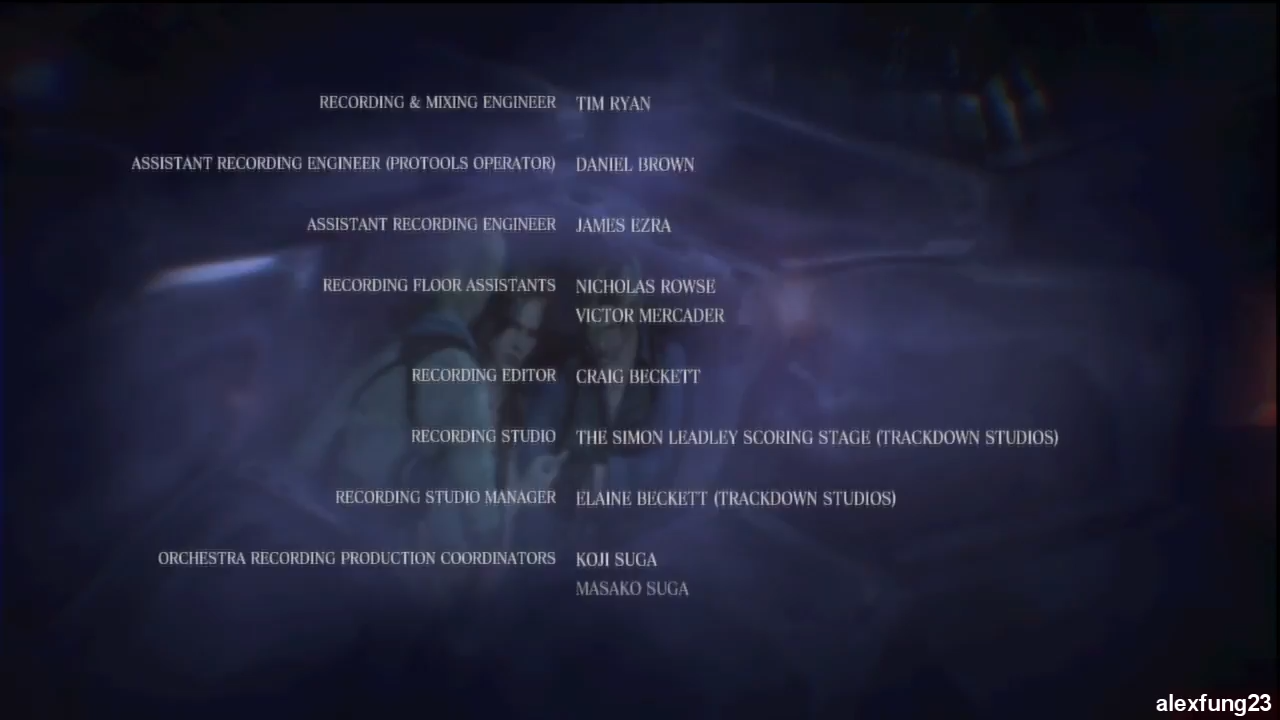 RECORDING & MIXING ENGINEER TIM RYAN
ASSISTANT RECORDING ENGINEER (PROTOOLS OPERATOR) DANIEL BROWN
ASSISTANT RECORDING ENGINEER JAMES EZRA
RECORDING FLOOR ASSISTANTS NICHOLAS ROWSE
VICTOR MERCADER
RECORDING EDITOR CRAIG BECKETT
RECORDING STUDIO THE SIMON LEADLEY SCORING STAGE (TRACKDOWN STUDIOS)
RECORDING STUDIO MANAGER ELAINE BECKETT (TRACKDOWN STUDIOS)
ORCHESTRA RECORDING PRODUCTION COORDINATORS KOJI SUGA
MASAKO SUGA
alexfung23